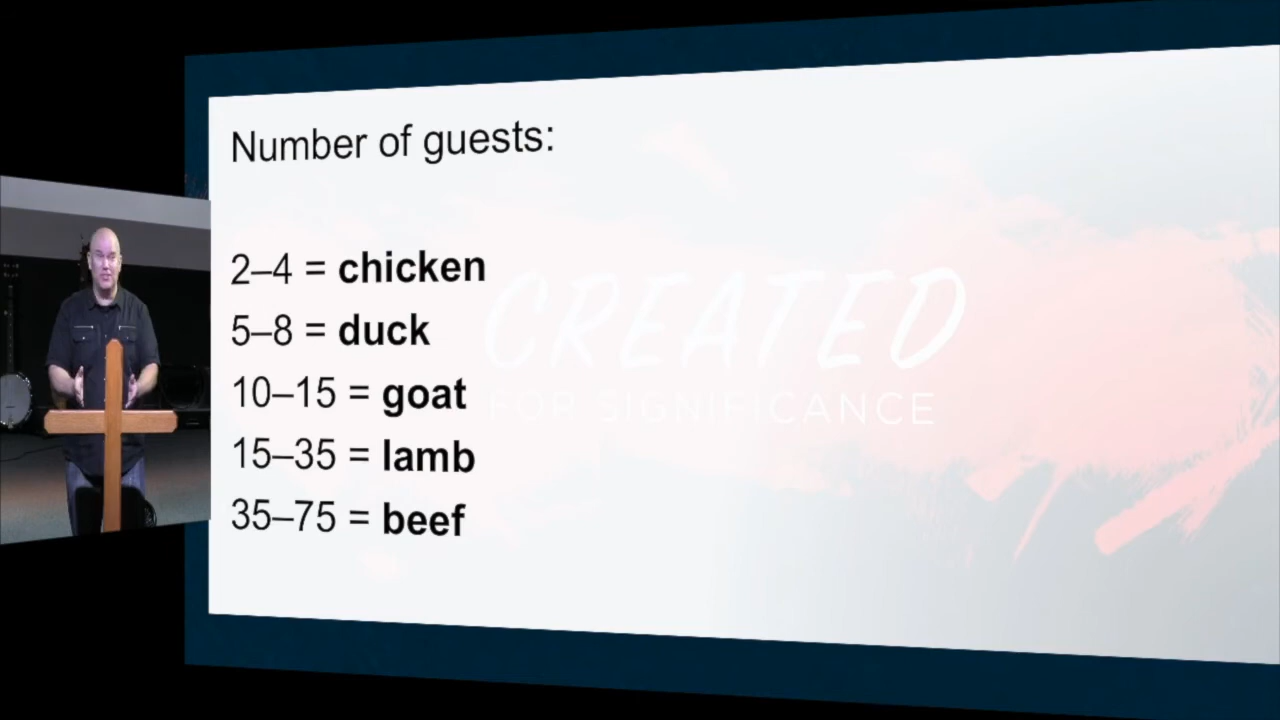 Number of guests:
2–4 = chicken
5–8 = duck
10–15 = goat
15–35 = lamb
35–75 = beef
CREATED
FOR SIGNIFICANCE